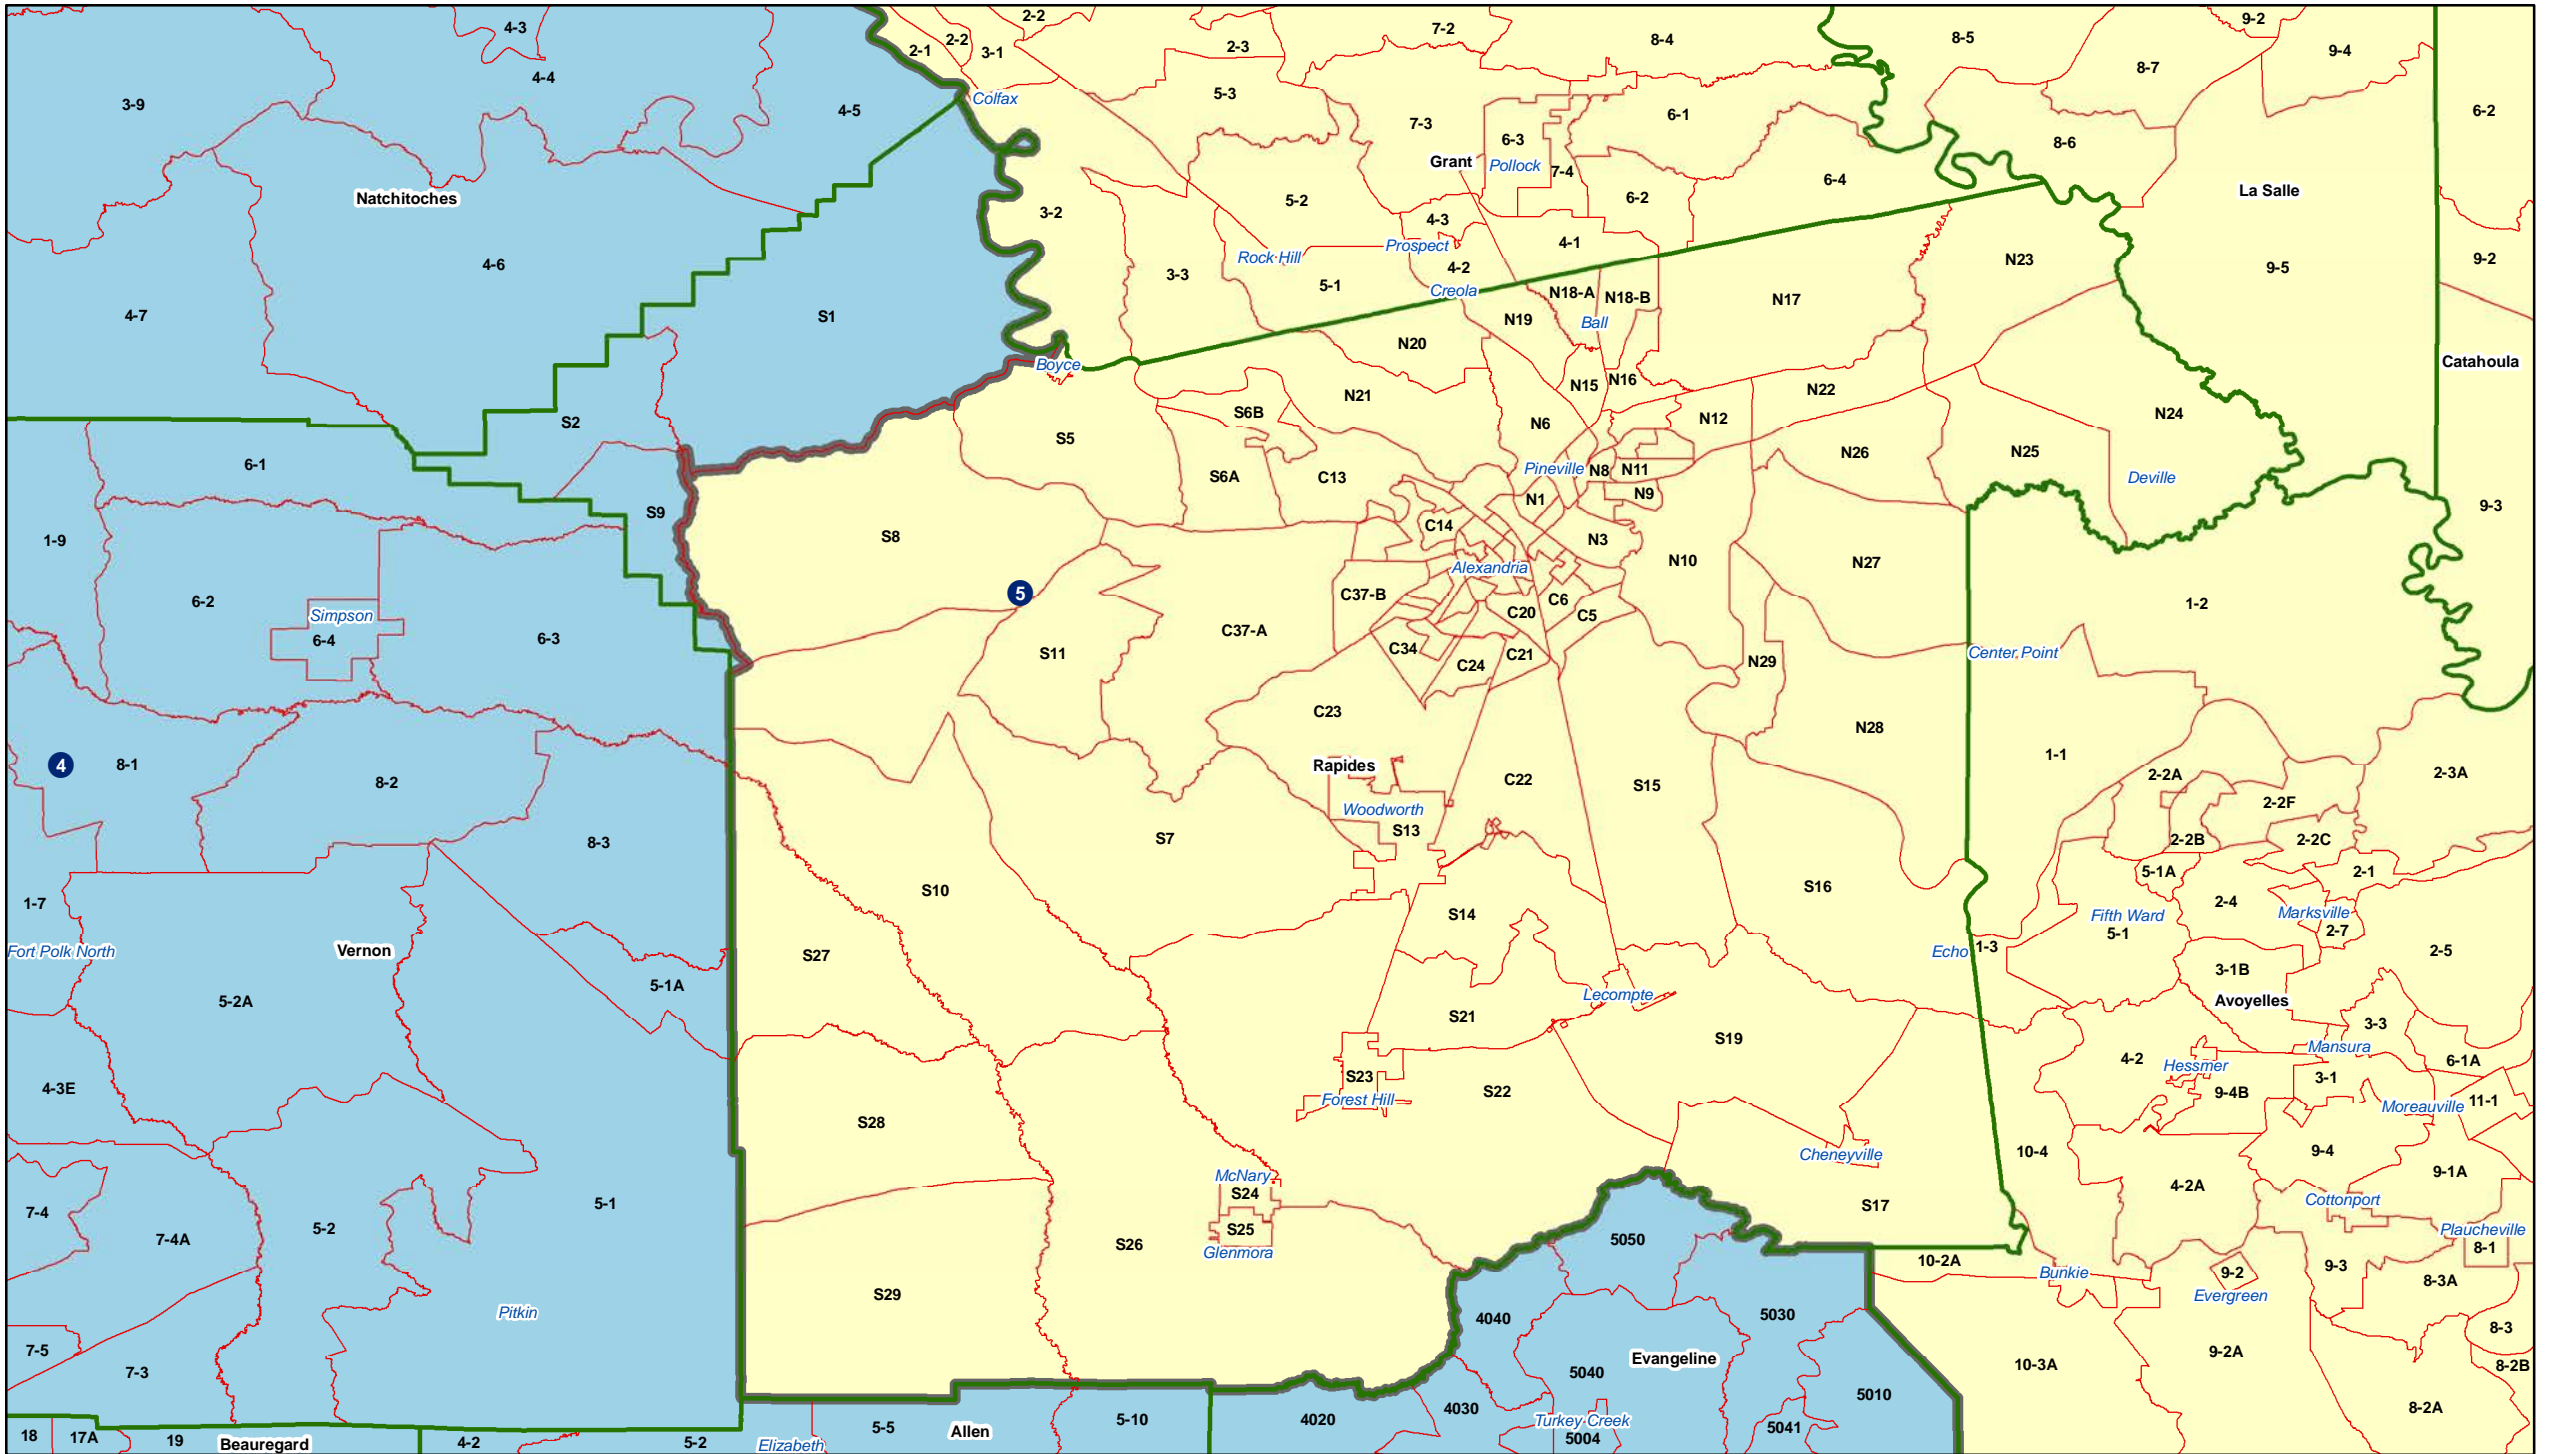 4-3
2-2
7-2
9-2
2-1
2-2
3-1
2-3
8-4
8-5
9-4
3-9
4-4
4-5
Colfax
5-3
7-3
6-3
6-1
8-7
6-2
Grant
Pollock
7-4
8-6
Natchitoches
3-2
5-2
4-3
6-2
6-4
La Salle
4-6
3-3
Rock Hill
Prospect
4-1
N23
9-5
9-2
4-7
S1
5-1
4-2
Creola
N18-A
N18-B
N17
N19
Ball
Boyce
N20
Catahoula
S2
N21
N15
N16
N22
S5
S6B
N6
N12
N24
6-1
S6A
C13
Pineville
N8
N11
N26
N25
Deville
1-9
S9
S8
C14
N1
N9
9-3
N3
N10
N27
5
Alexandria
6-2
Simpson
6-4
6-3
C37-B
C20
C6
C5
1-2
S11
C37-A
C34
C24
C21
N29
Center Point
C23
N28
4
8-1
8-2
Rapides
C22
S15
1-1
2-2A
2-3A
Woodworth
S13
2-2F
8-3
S7
2-2B
2-2C
1-7
S10
S16
5-1A
2-1
S14
2-4
Fifth Ward
5-1
Marksville
2-7
Fort Polk North
Vernon
S27
Echo
1-3
2-5
5-2A
5-1A
Lecompte
3-1B
Avoyelles
S21
S19
3-3
Mansura
4-3E
S23
Forest Hill
S22
4-2
Hessmer
9-4B
3-1
6-1A
Moreauville
11-1
S28
Cheneyville
10-4
9-4
9-1A
McNary
S24
S25
Glenmora
7-4
7-4A
5-2
5-1
S26
S17
4-2A
Cottonport
Plaucheville
8-1
5050
10-2A
Bunkie
9-2
Evergreen
9-3
8-3A
Pitkin
S29
4040
5030
8-3
7-5
7-3
5040
Evangeline
10-3A
9-2A
8-2B
5010
18
17A
19
Beauregard
4-2
5-2
Elizabeth
5-5
Allen
5-10
4020
4030
Turkey Creek
5004
5041
8-2A